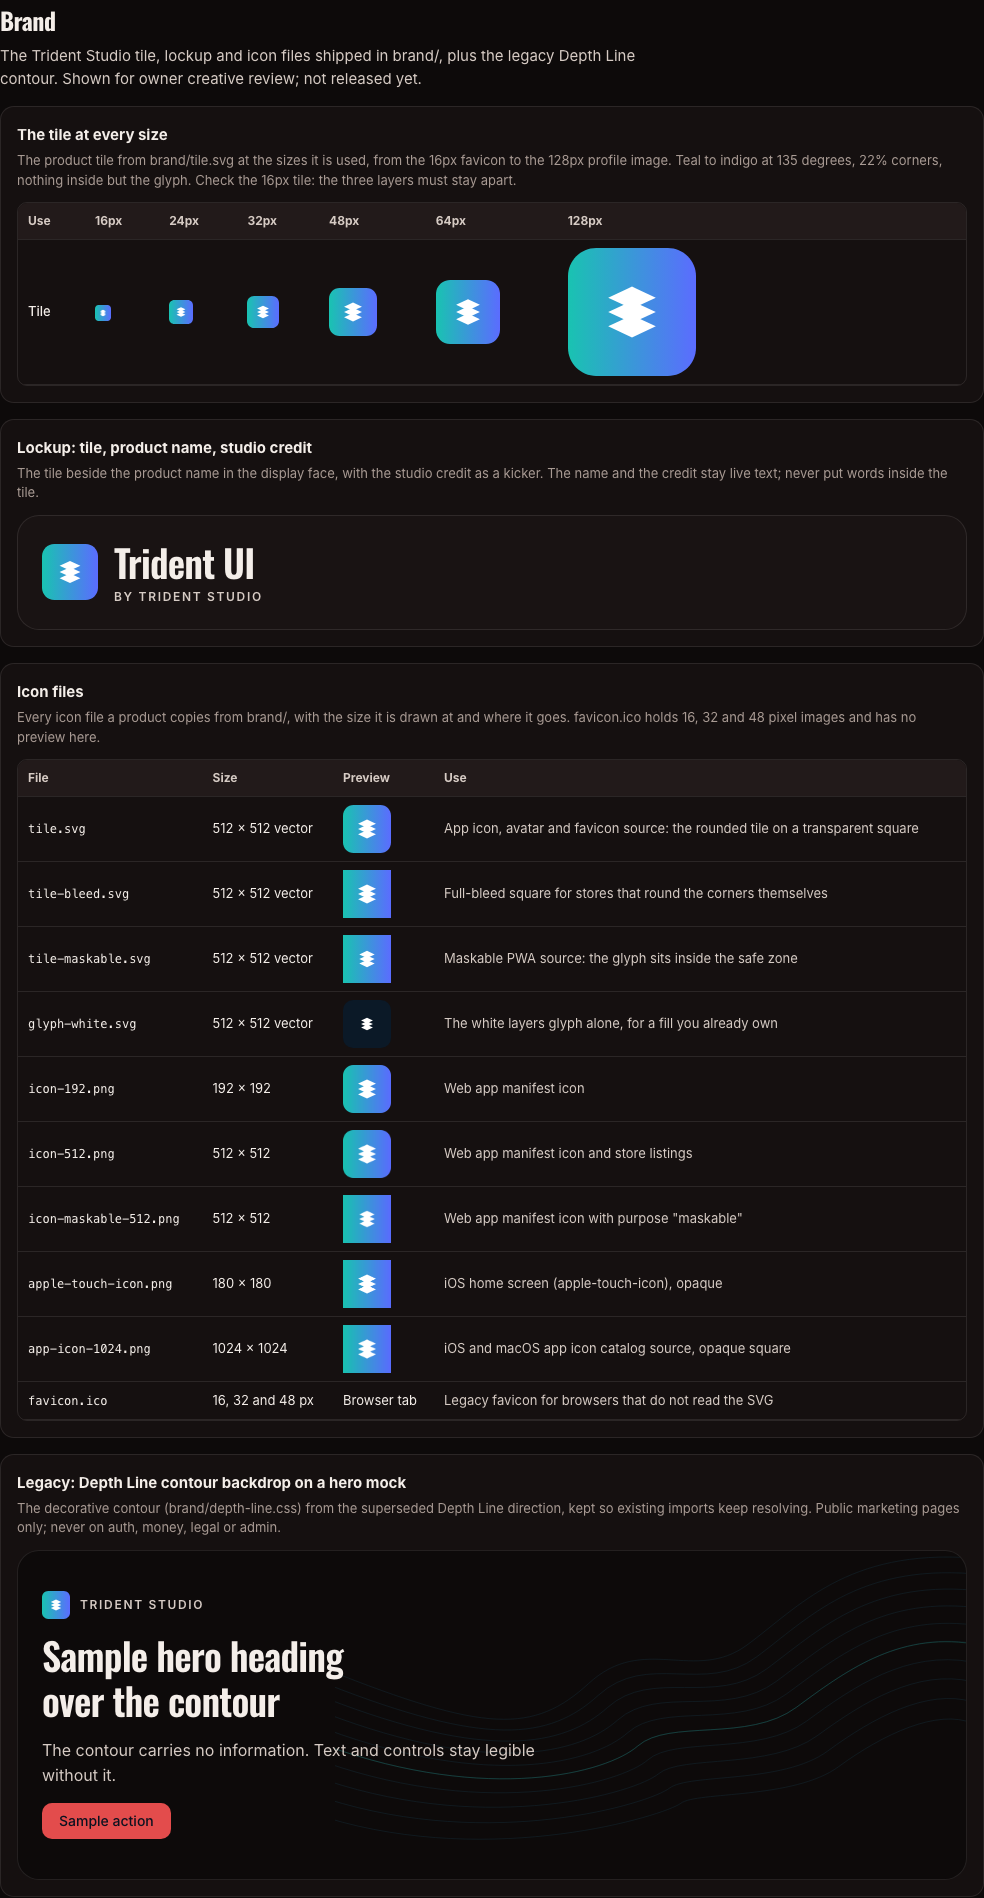 Brand
The Trident Studio tile, lockup and icon files shipped in brand/, plus the legacy Depth Line
contour. Shown for owner creative review; not released yet.
The tile at every size
The product tile from brand/tile.svg at the sizes it is used, from the 16px favicon to the 128px profile image. Teal to indigo at 135 degrees, 22% corners,
nothing inside but the glyph. Check the 16px tile: the three layers must stay apart.
Use 16px 24px 32px 48px 64px 128px
Tile
Lockup: tile, product name, studio credit
The tile beside the product name in the display face, with the studio credit as a kicker. The name and the credit stay live text; never put words inside the
tile.
Trident UI
BY TRIDENT STUDIO
Icon files
Every icon file a product copies from brand/, with the size it is drawn at and where it goes. favicon.ico holds 16, 32 and 48 pixel images and has no
preview here.
File Size Preview Use
tile.svg 512 × 512 vector App icon, avatar and favicon source: the rounded tile on a transparent square
tile-bleed.svg 512 × 512 vector Full-bleed square for stores that round the corners themselves
tile-maskable.svg 512 × 512 vector Maskable PWA source: the glyph sits inside the safe zone
glyph-white.svg 512 × 512 vector The white layers glyph alone, for a fill you already own
icon-192.png 192 × 192 Web app manifest icon
icon-512.png 512 × 512 Web app manifest icon and store listings
icon-maskable-512.png 512 × 512 Web app manifest icon with purpose "maskable"
apple-touch-icon.png 180 × 180 iOS home screen (apple-touch-icon), opaque
app-icon-1024.png 1024 × 1024 iOS and macOS app icon catalog source, opaque square
favicon.ico 16, 32 and 48 px Browser tab Legacy favicon for browsers that do not read the SVG
Legacy: Depth Line contour backdrop on a hero mock
The decorative contour (brand/depth-line.css) from the superseded Depth Line direction, kept so existing imports keep resolving. Public marketing pages
only; never on auth, money, legal or admin.
TRIDENT STUDIO
Sample hero heading
over the contour
The contour carries no information. Text and controls stay legible
without it.
Sample action